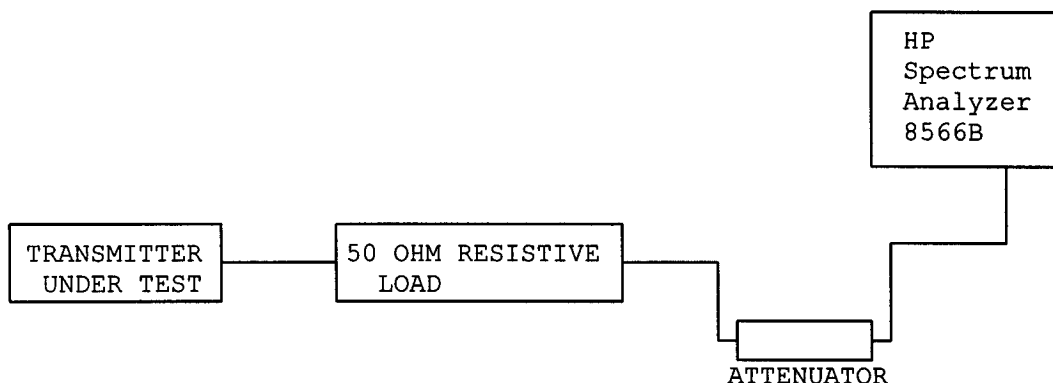 HP
Spectrum
Analyzer
8566B
TRANSMITTER
UNDER TEST
50 OHM RESISTIVE
LOAD
ATTENUATOR